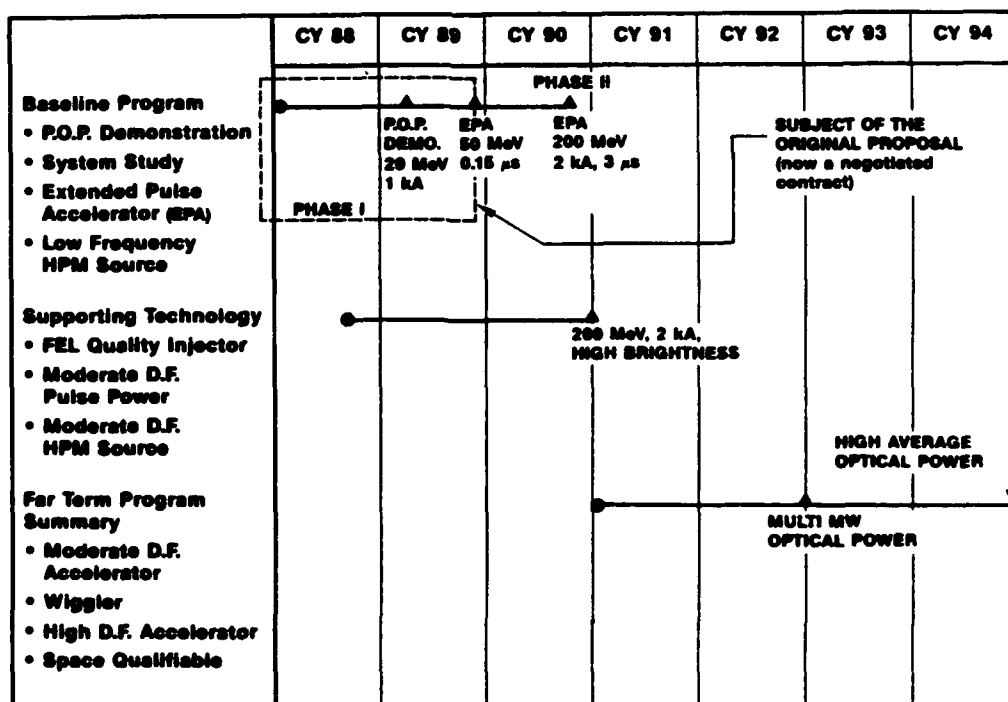 CY 88 CY 89 CY 90 CY 91 CY 92 CY 93 CY 94
Baseline Program
• P.O.P. Demonstration
• System Study
• Extended Pulse
Accelerator (EPA)
• Low Frequency
HPM Source
PHASE II
P.O.P.
DEMO.
29 MeV
1 kA
EPA
50 MeV
0.15 µs
EPA
200 MeV
2 kA, 3 µs
PHASE I
SUBJECT OF THE
ORIGINAL PROPOSAL
(now a negotiated
contract)
Supporting Technology
• FEL Quality Injector
• Moderate D.F.
Pulse Power
• Moderate D.F.
HPM Source
200 MeV, 2 kA,
HIGH BRIGHTNESS
Far Term Program
Summary
• Moderate D.F.
Accelerator
• Wiggler
• High D.F. Accelerator
• Space Qualifiable
HIGH AVERAGE
OPTICAL POWER
MULTI MW
OPTICAL POWER